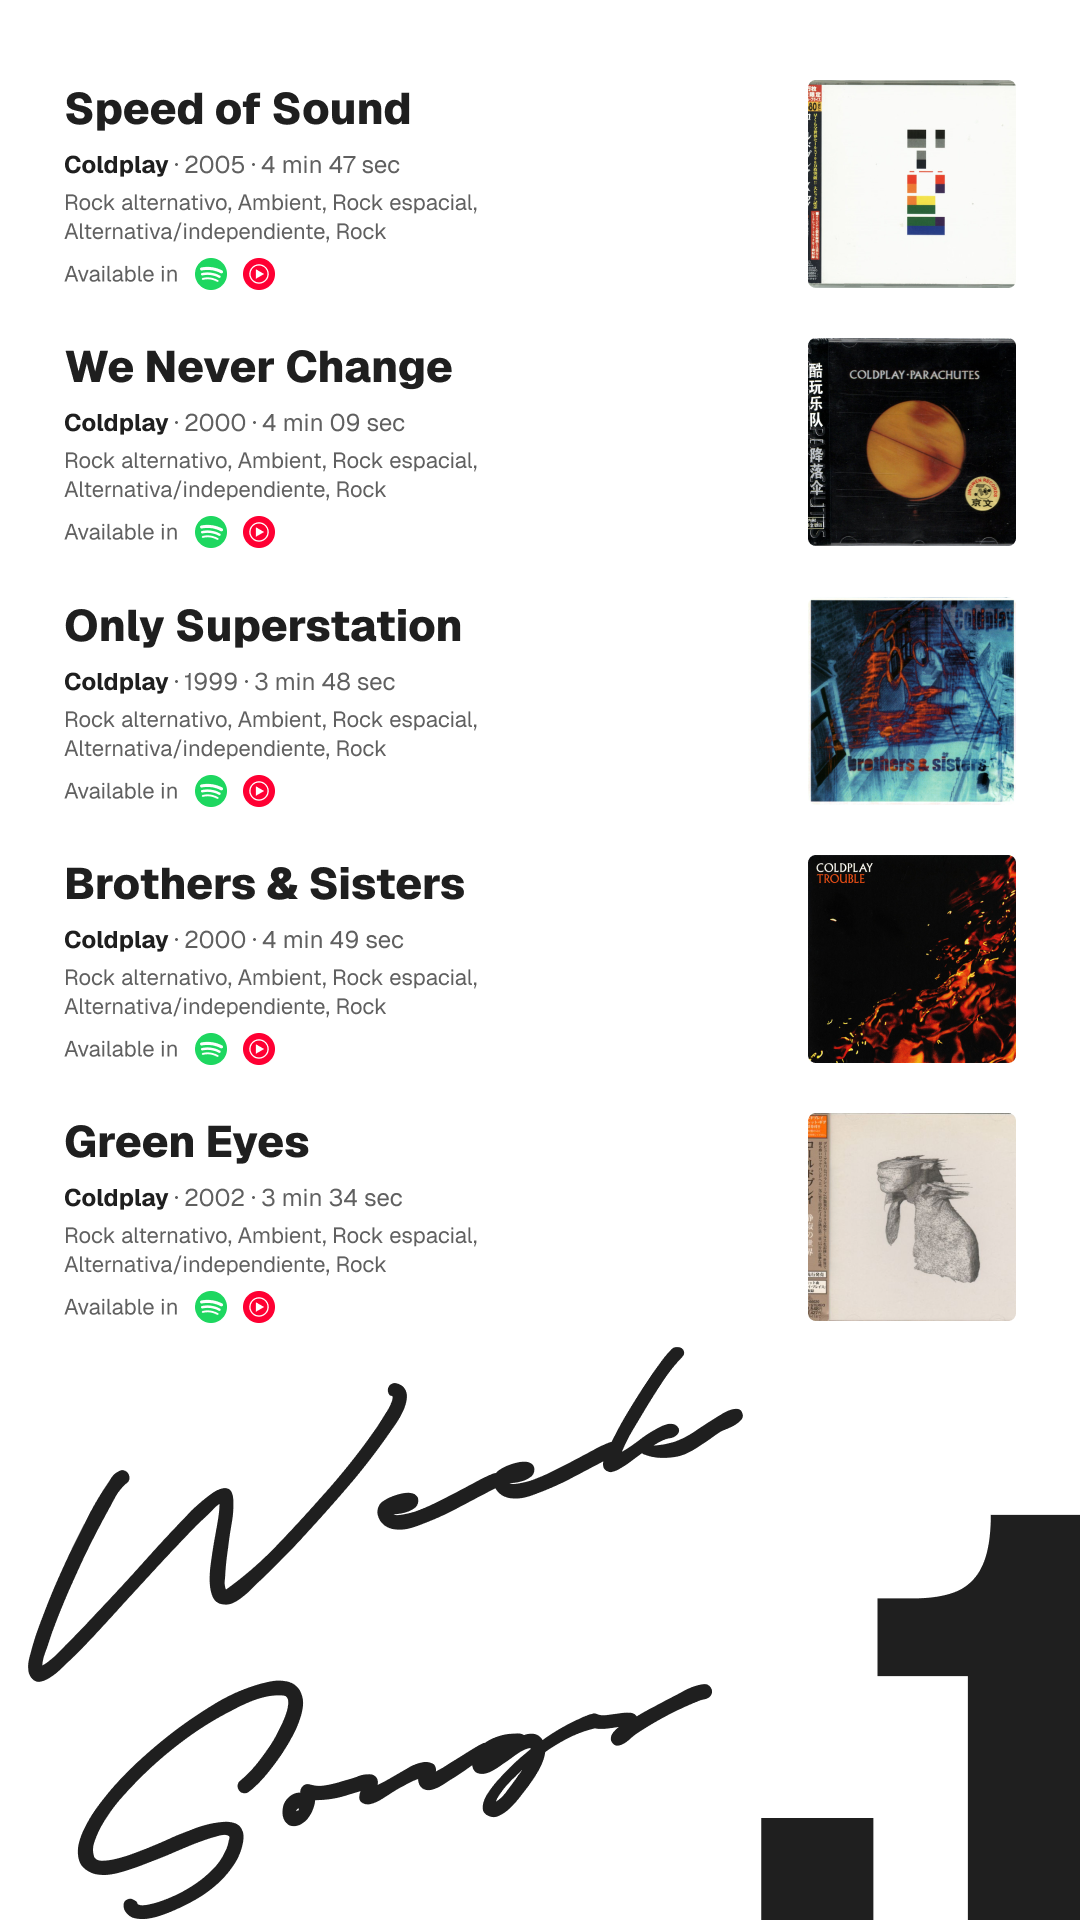 Speed of Sound
Coldplay · 2005 · 4 min 47 sec
Rock alternativo, Ambient, Rock espacial,
Alternativa/independiente, Rock
Available in
We Never Change
Coldplay · 2000 · 4 min 09 sec
Rock alternativo, Ambient, Rock espacial,
Alternativa/independiente, Rock
Available in
COLDPLAY·PARACHUTES
酷玩乐队
降落伞
京文
Only Superstation
Coldplay · 1999 · 3 min 48 sec
Rock alternativo, Ambient, Rock espacial,
Alternativa/independiente, Rock
Available in
Coldplay
brothers & sisters
Brothers & Sisters
Coldplay · 2000 · 4 min 49 sec
Rock alternativo, Ambient, Rock espacial,
Alternativa/independiente, Rock
Available in
COLDPLAY
TROUBLE
Green Eyes
Coldplay · 2002 · 3 min 34 sec
Rock alternativo, Ambient, Rock espacial,
Alternativa/independiente, Rock
Available in
Week
Songs
.1